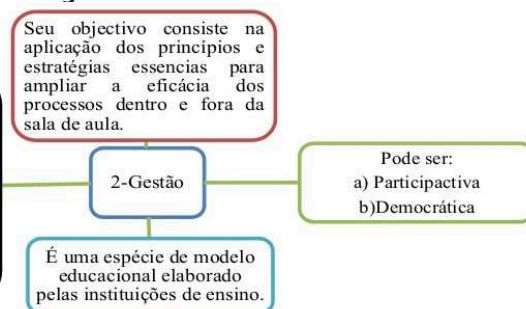 Seu objectivo consiste na
aplicação dos princípios e
estratégias essencias para
ampliar a eficácia dos
processos dentro e fora da
sala de aula.
2-Gestão
Pode ser:
a) Participactiva
b)Democrática
É uma espécie de modelo
educacional elaborado
pelas instituições de ensino.